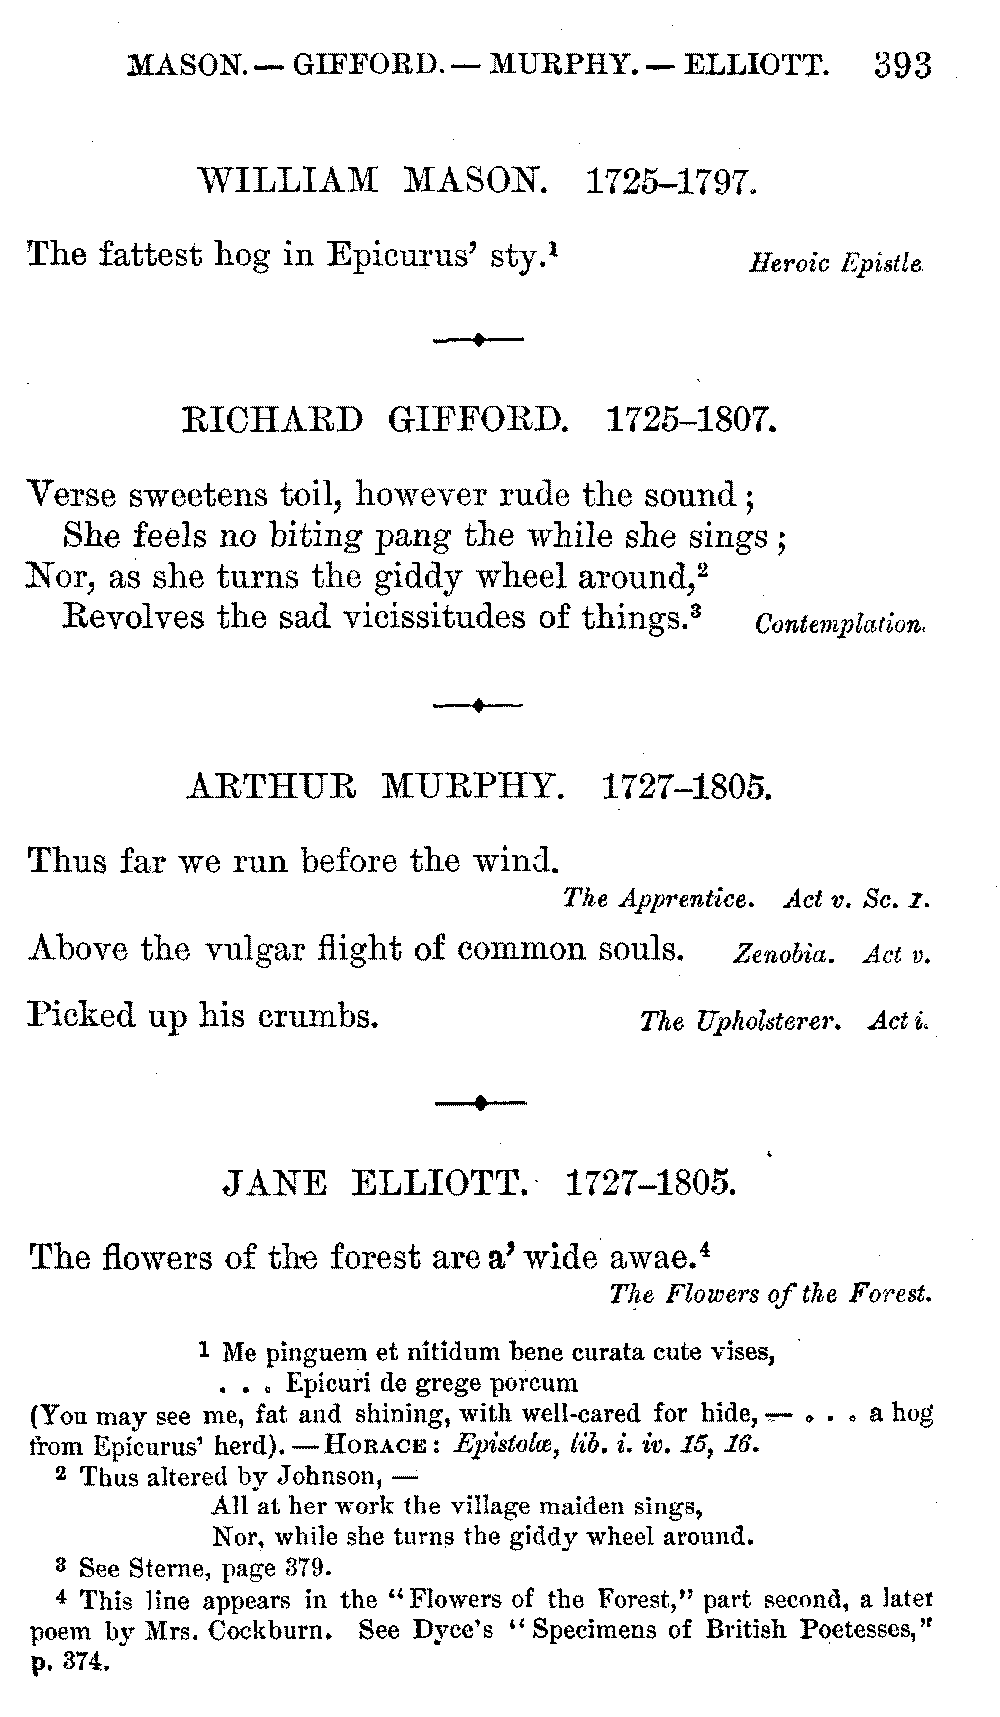 MASON. — GIFFORD. — MURPHY. — ELLIOTT. 393
WILLIAM MASON. 1725–1797.
The fattest hog in Epicurus' sty.¹ Heroic Epistle
RICHARD GIFFORD. 1725–1807.
Verse sweetens toil, however rude the sound;
She feels no biting pang the while she sings;
Nor, as she turns the giddy wheel around,²
Revolves the sad vicissitudes of things.³ Contemplation.
ARTHUR MURPHY. 1727–1805.
Thus far we run before the wind.
The Apprentice. Act v. Sc. 1.
Above the vulgar flight of common souls. Zenobia. Act v.
Picked up his crumbs. The Upholsterer. Act i.
JANE ELLIOTT. 1727–1805.
The flowers of the forest are a' wide awae.⁴
The Flowers of the Forest.
¹ Me pinguem et nitidum bene curata cute vises,
. . . Epicuri de grege porcum
(You may see me, fat and shining, with well-cared for hide, — . . . a hog
from Epicurus' herd). — HORACE: Epistolæ, lib. i. iv. 15, 16.
² Thus altered by Johnson, —
All at her work the village maiden sings,
Nor, while she turns the giddy wheel around.
³ See Sterne, page 379.
⁴ This line appears in the "Flowers of the Forest," part second, a later
poem by Mrs. Cockburn. See Dyce's "Specimens of British Poetesses,"
p. 374.